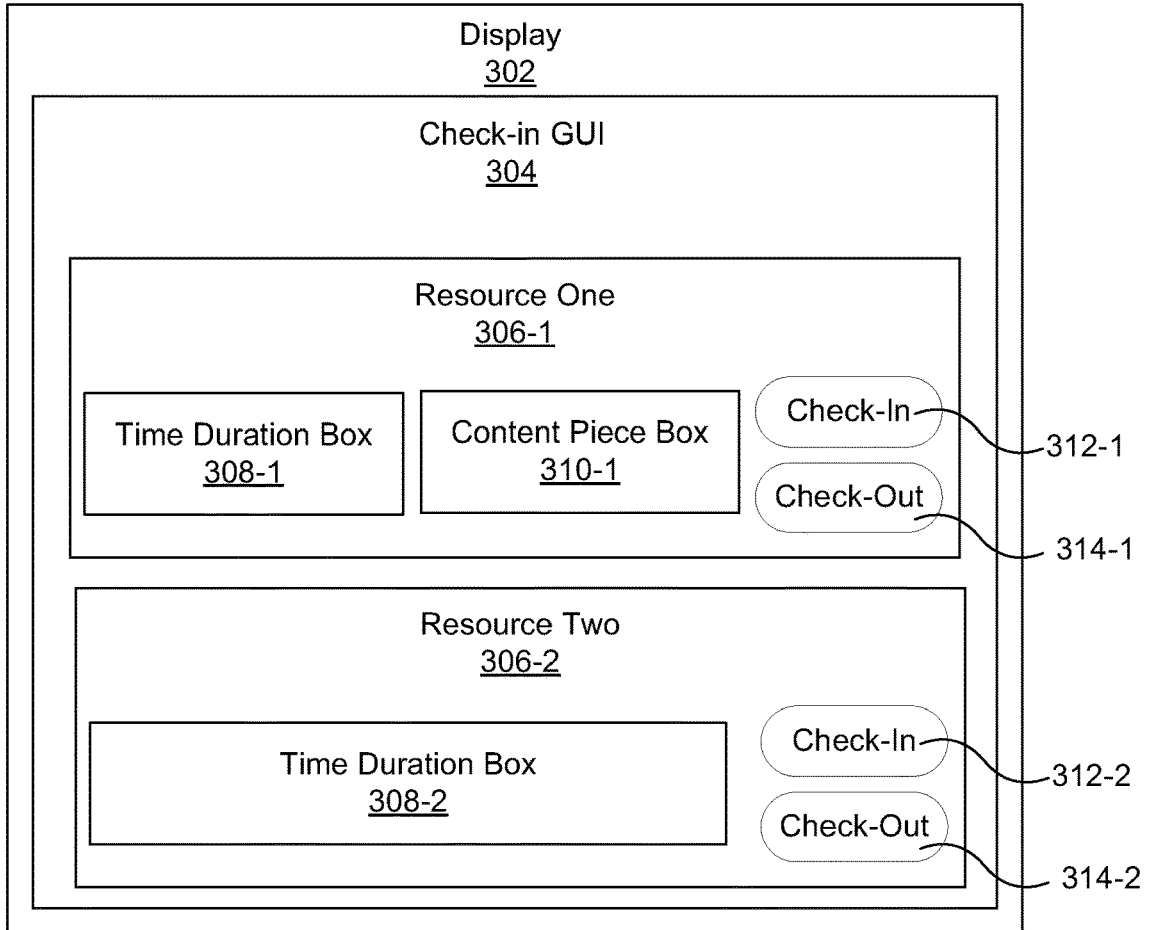 Display
302
Check-in GUI
304
Resource One
306-1
Time Duration Box
308-1
Content Piece Box
310-1
Check-In
312-1
Check-Out
314-1
Resource Two
306-2
Time Duration Box
308-2
Check-In
312-2
Check-Out
314-2